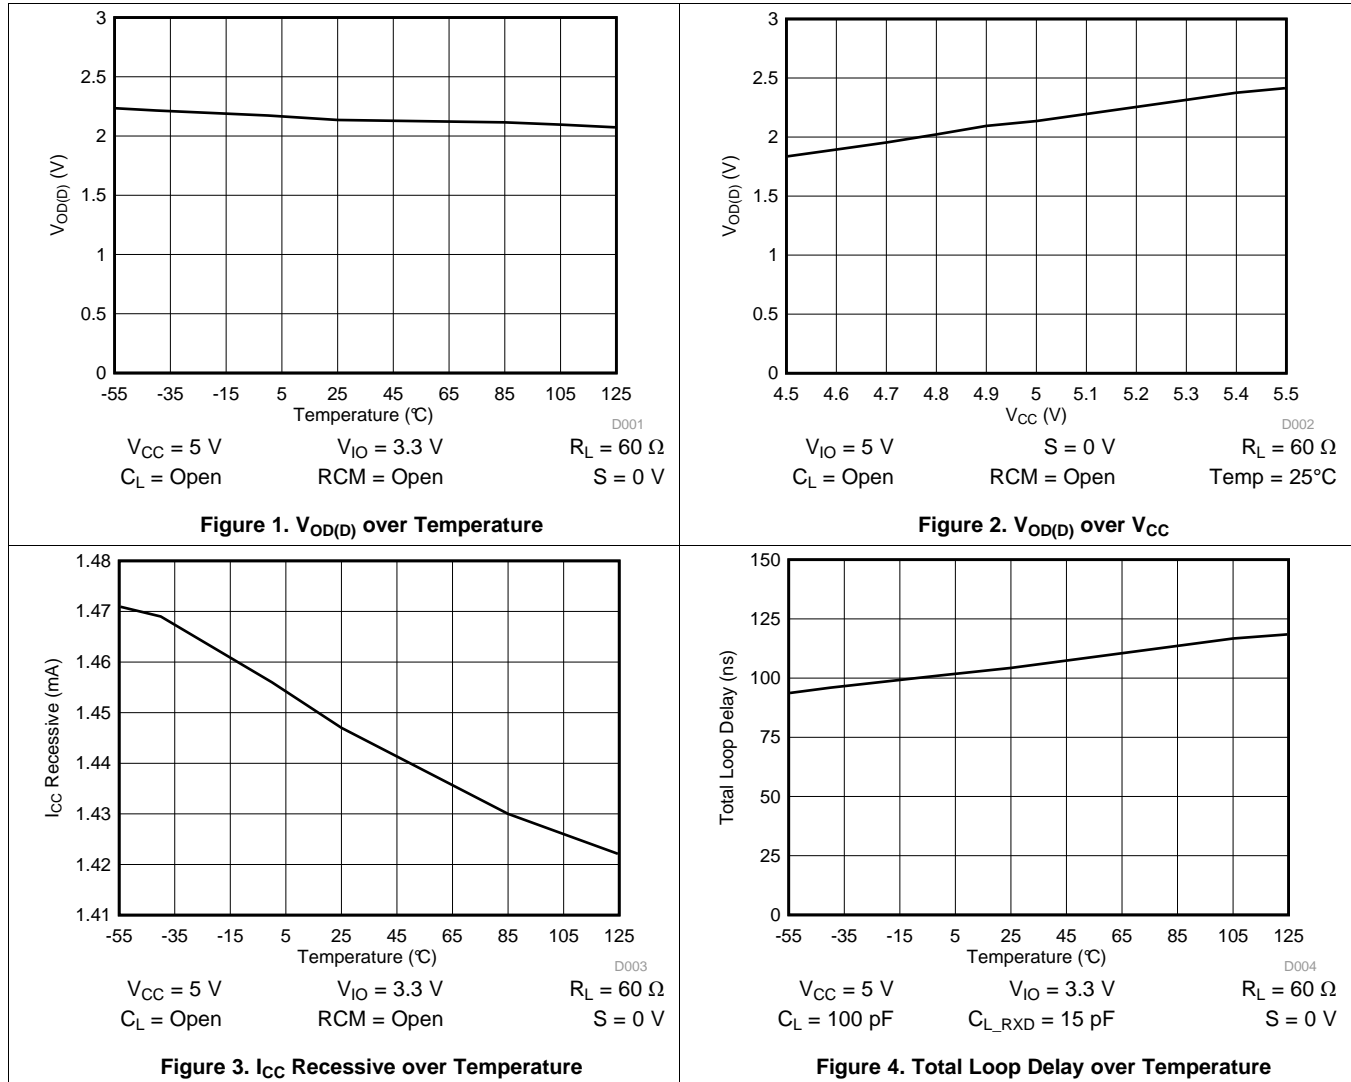 3
2.5
2
1.5
1
0.5
0
V_OD(D) (V)
-55 -35 -15 5 25 45 65 85 105 125
Temperature (℃)
D001
V_CC = 5 V V_IO = 3.3 V R_L = 60 Ω
C_L = Open RCM = Open S = 0 V
Figure 1. V_OD(D) over Temperature
3
2.5
2
1.5
1
0.5
0
V_OD(D) (V)
4.5 4.6 4.7 4.8 4.9 5 5.1 5.2 5.3 5.4 5.5
V_CC (V)
D002
V_IO = 5 V S = 0 V R_L = 60 Ω
C_L = Open RCM = Open Temp = 25°C
Figure 2. V_OD(D) over V_CC
1.48
1.47
1.46
1.45
1.44
1.43
1.42
1.41
I_CC Recessive (mA)
-55 -35 -15 5 25 45 65 85 105 125
Temperature (℃)
D003
V_CC = 5 V V_IO = 3.3 V R_L = 60 Ω
C_L = Open RCM = Open S = 0 V
Figure 3. I_CC Recessive over Temperature
150
125
100
75
50
25
0
Total Loop Delay (ns)
-55 -35 -15 5 25 45 65 85 105 125
Temperature (℃)
D004
V_CC = 5 V V_IO = 3.3 V R_L = 60 Ω
C_L = 100 pF C_L_RXD = 15 pF S = 0 V
Figure 4. Total Loop Delay over Temperature